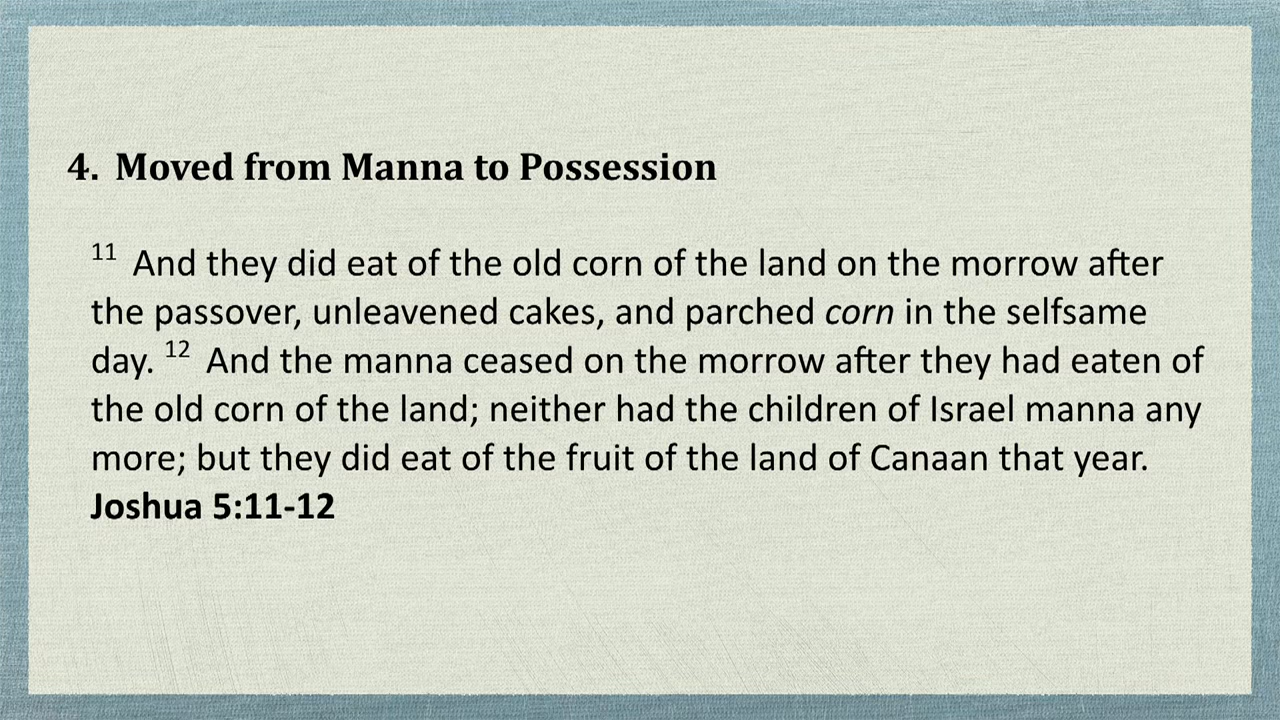 4. Moved from Manna to Possession
11 And they did eat of the old corn of the land on the morrow after
the passover, unleavened cakes, and parched corn in the selfsame
day. 12 And the manna ceased on the morrow after they had eaten of
the old corn of the land; neither had the children of Israel manna any
more; but they did eat of the fruit of the land of Canaan that year.
Joshua 5:11-12